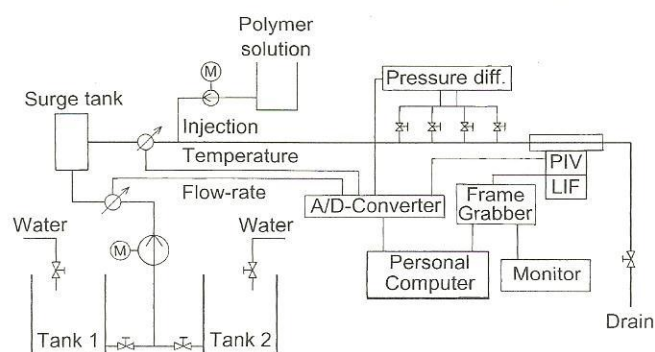 Polymer
solution
M
Surge tank
Pressure diff.
Injection
Temperature
PIV
Flow-rate
LIF
A/D-Converter
Frame
Grabber
Water
Water
M
Personal
Computer
Monitor
Tank 1
Tank 2
Drain